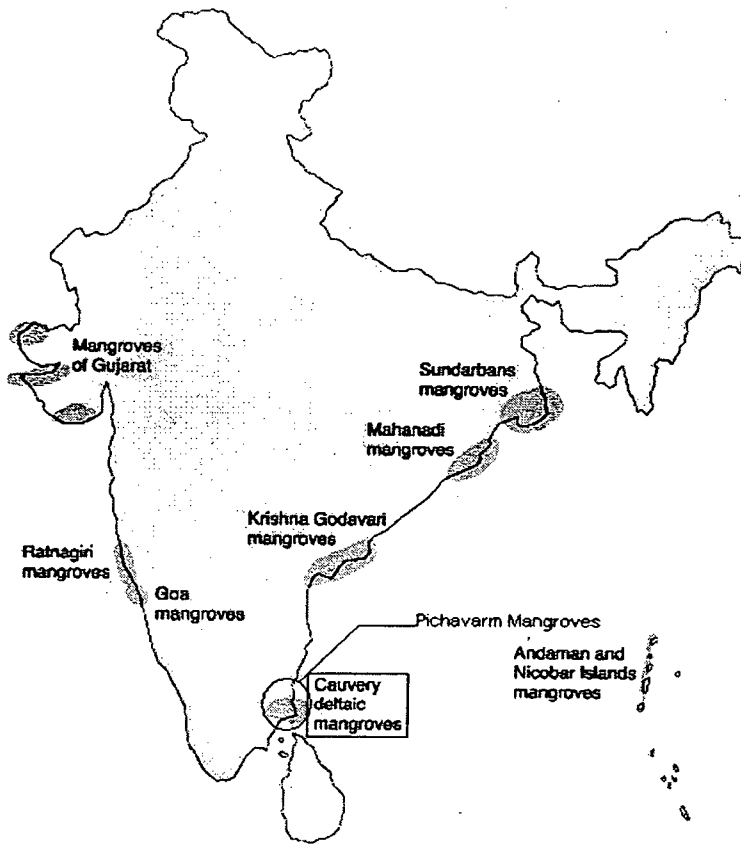 Mangroves
of Gujarat
Sundarbans
mangroves
Mahanadi
mangroves
Krishna Godavari
mangroves
Ratnagiri
mangroves
Goa
mangroves
Pichavarm Mangroves
Andaman and
Nicobar Islands
mangroves
Cauvery
deltaic
mangroves